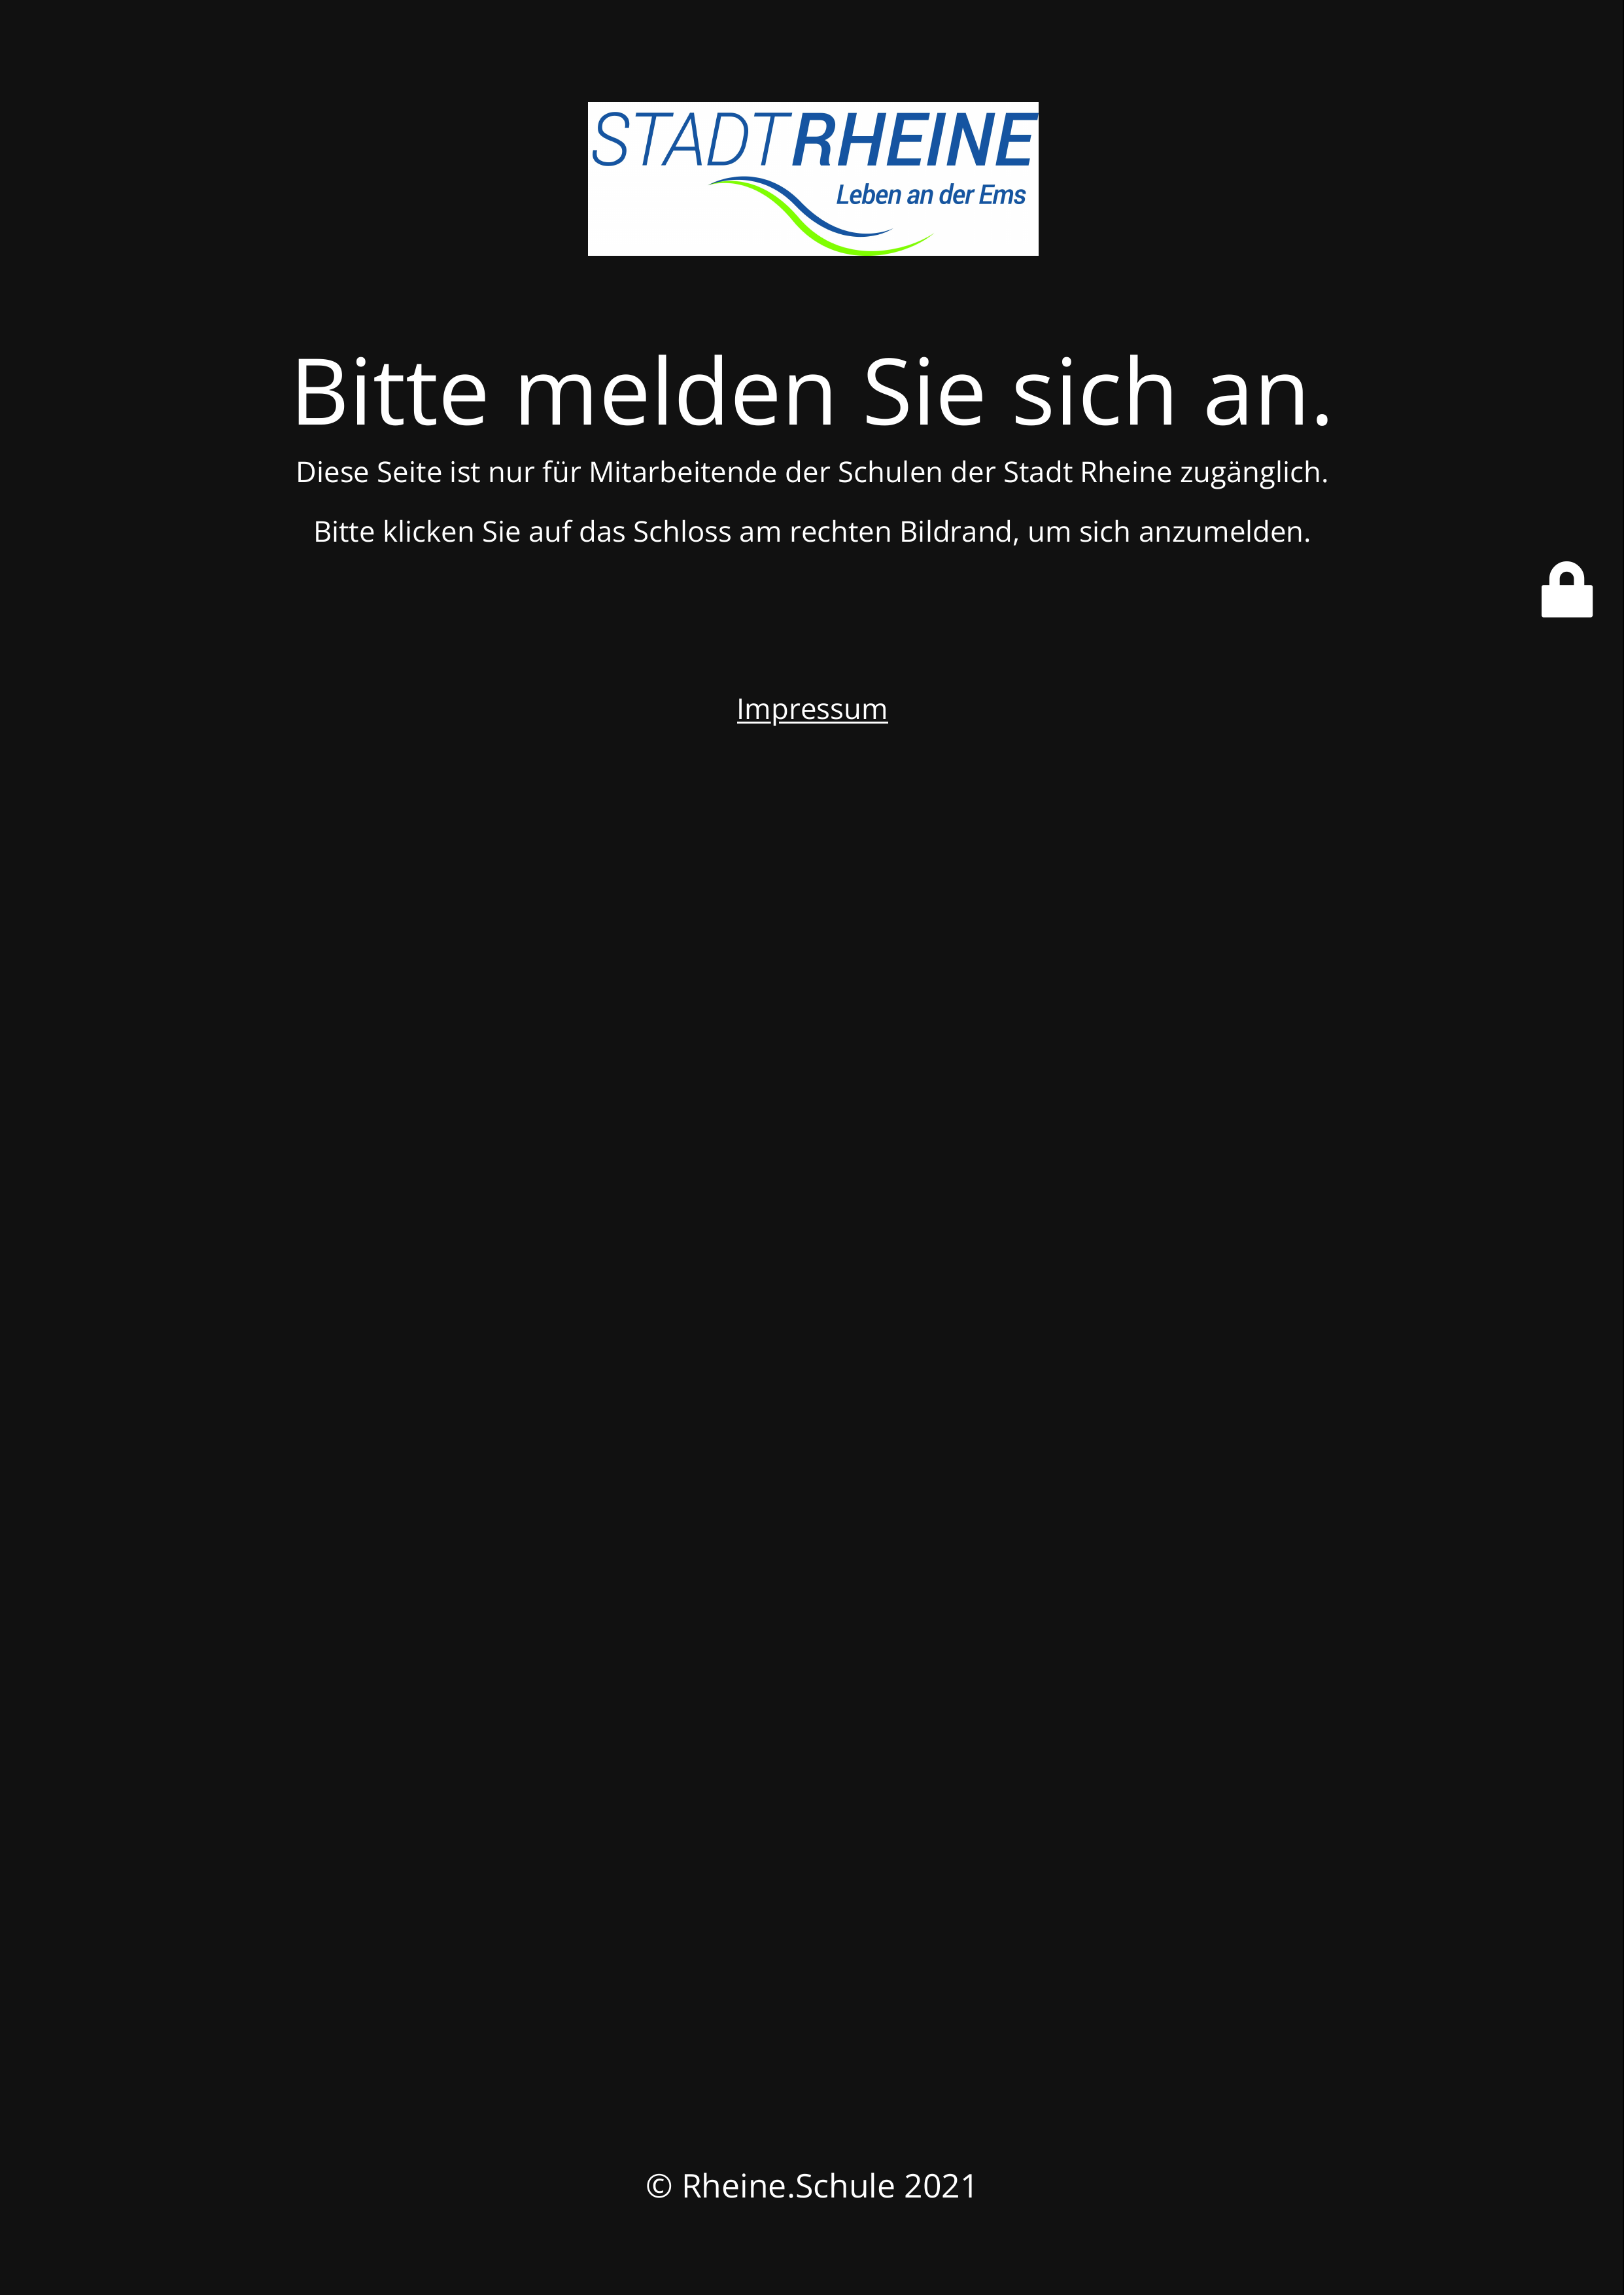 STADTRHEINE
Leben an der Ems
Bitte melden Sie sich an.
Diese Seite ist nur für Mitarbeitende der Schulen der Stadt Rheine zugänglich.
Bitte klicken Sie auf das Schloss am rechten Bildrand, um sich anzumelden.
Impressum
© Rheine.Schule 2021